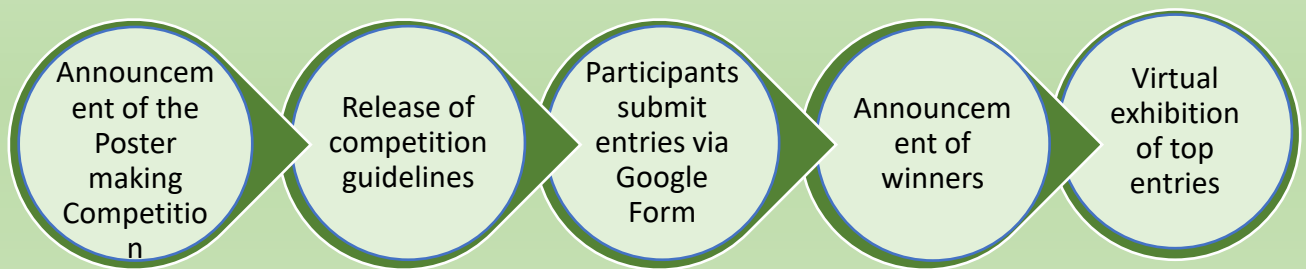 Announcem
ent of the
Poster
making
Competitio
n
Release of
competition
guidelines
Participants
submit
entries via
Google
Form
Announcem
ent of
winners
Virtual
exhibition
of top
entries